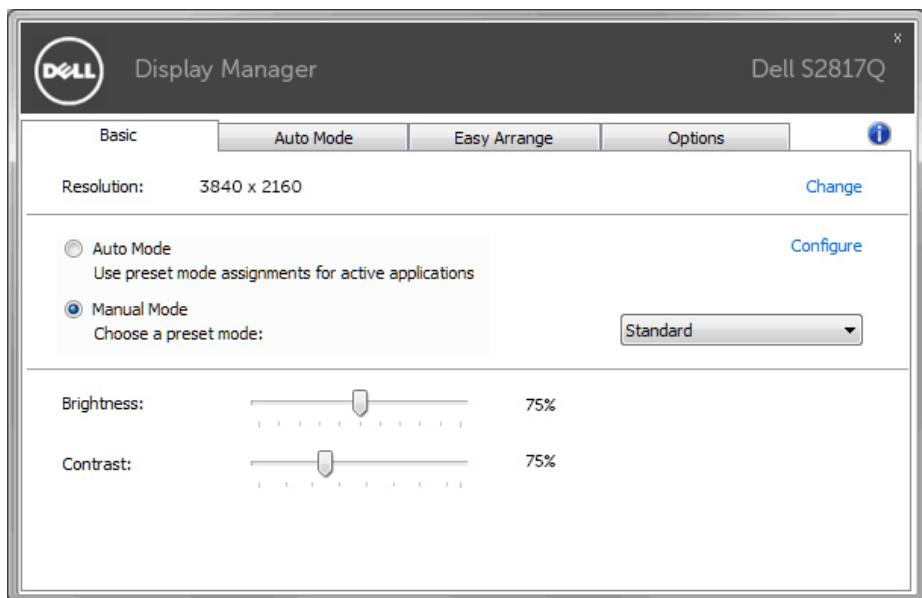 DELL
Display Manager
Dell S2817Q
x
Basic
Auto Mode
Easy Arrange
Options
i
Resolution:
3840 x 2160
Change
Auto Mode
Configure
Use preset mode assignments for active applications
Manual Mode
Choose a preset mode:
Standard
Brightness:
75%
Contrast:
75%